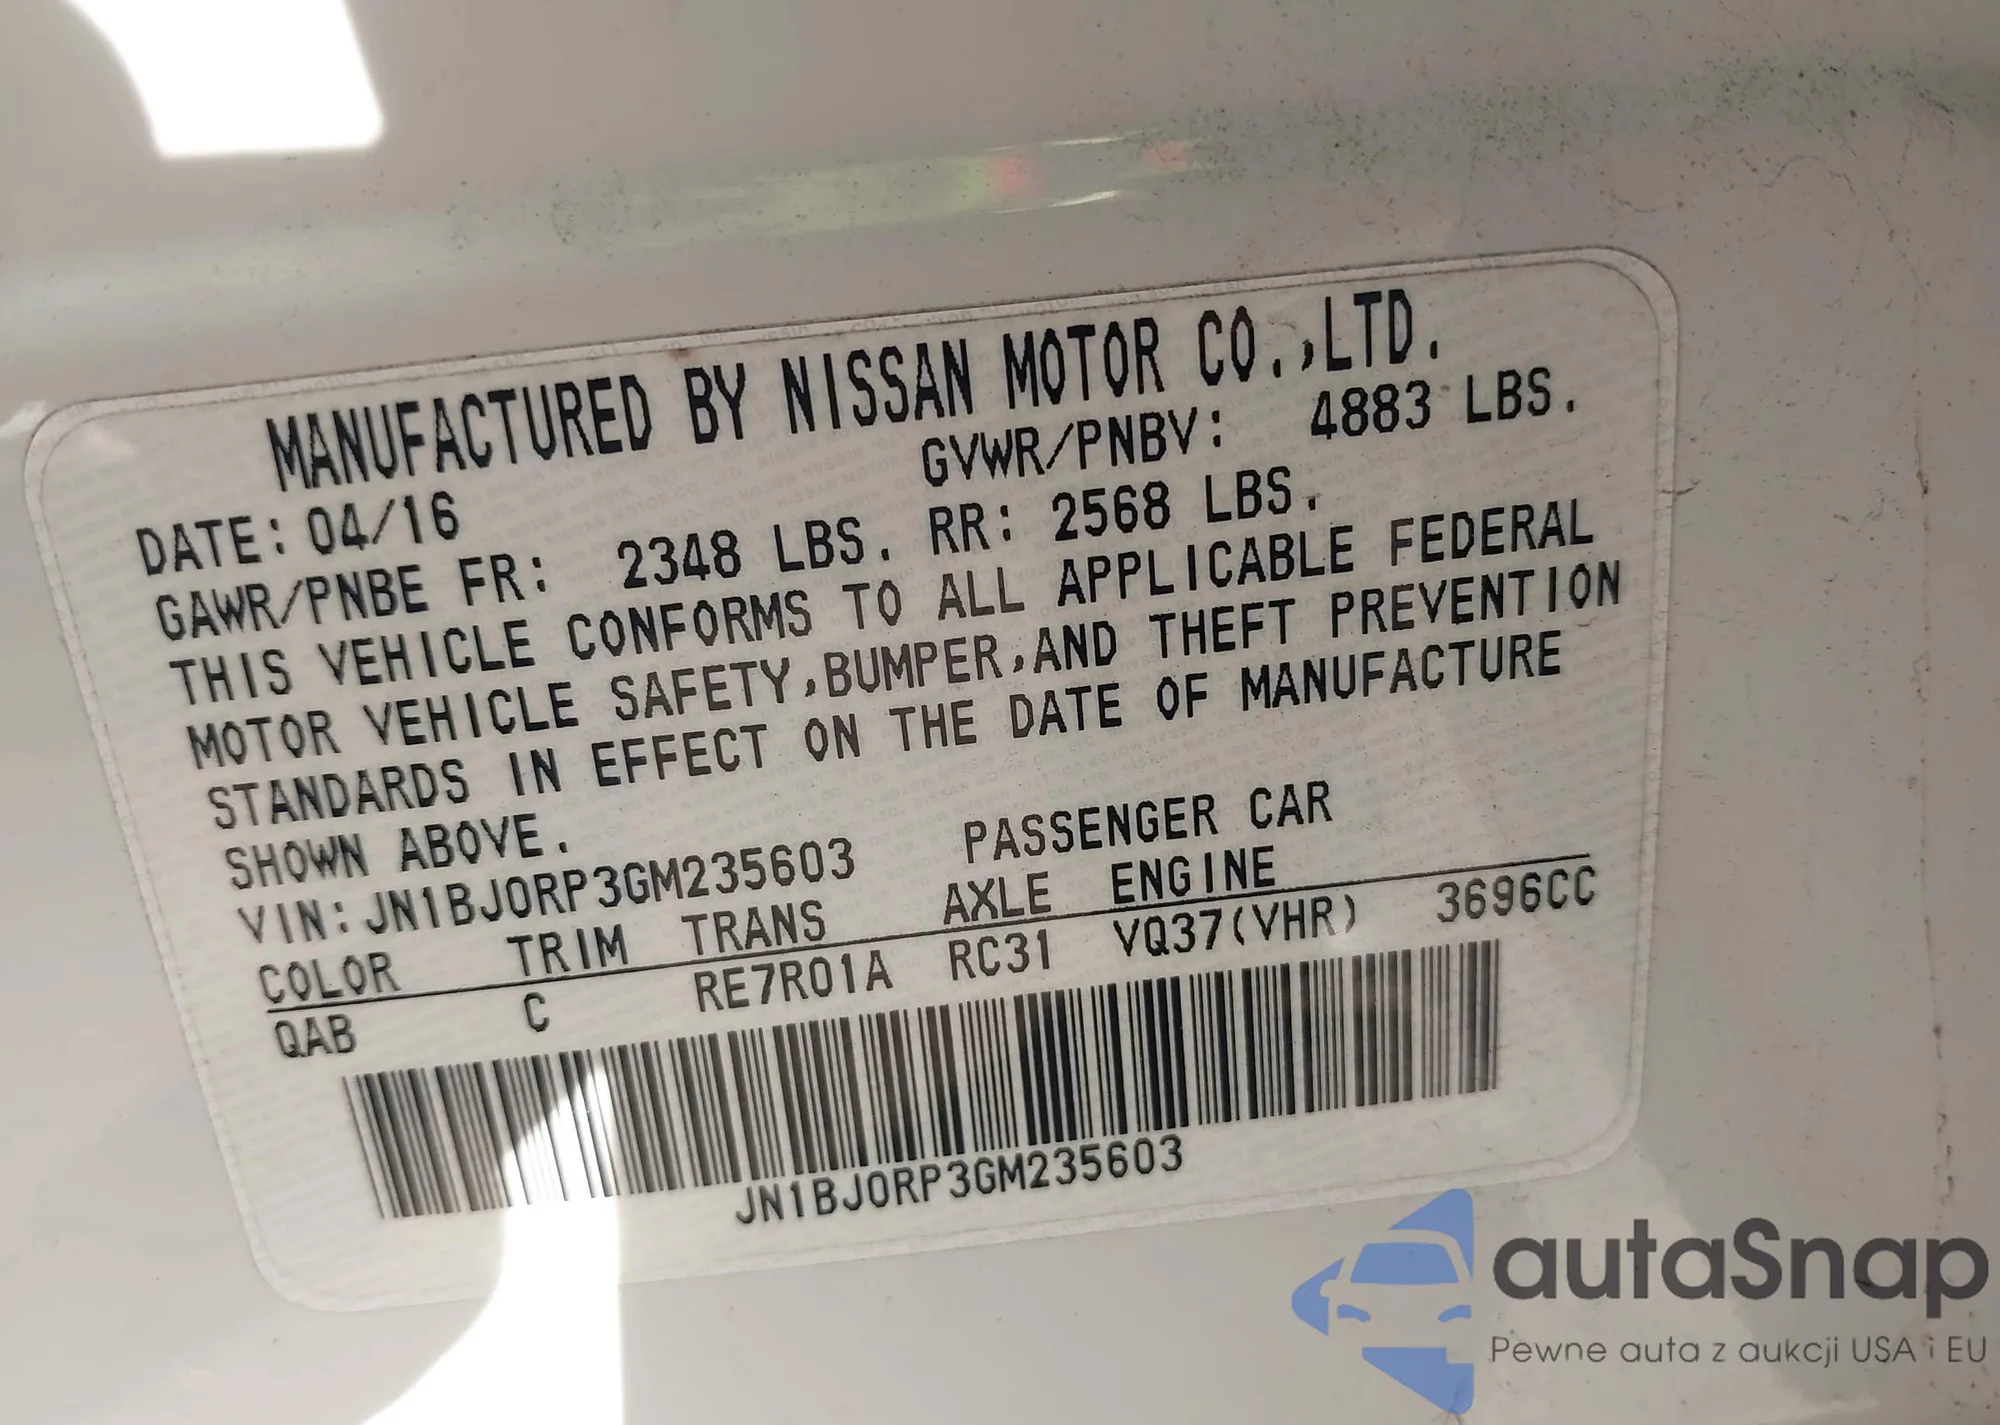 MANUFACTURED BY NISSAN MOTOR CO.,LTD.
DATE: 04/16 GVWR/PNBV: 4883 LBS.
GAWR/PNBE FR: 2348 LBS. RR: 2568 LBS.
THIS VEHICLE CONFORMS TO ALL APPLICABLE FEDERAL
MOTOR VEHICLE SAFETY,BUMPER,AND THEFT PREVENTION
STANDARDS IN EFFECT ON THE DATE OF MANUFACTURE
SHOWN ABOVE.
VIN:JN1BJ0RP3GM235603 PASSENGER CAR
COLOR TRIM TRANS AXLE ENGINE
QAB C RE7R01A RC31 VQ37(VHR) 3696CC
JN1BJ0RP3GM235603
autaSnap
Pewne auta z aukcji USA i EU